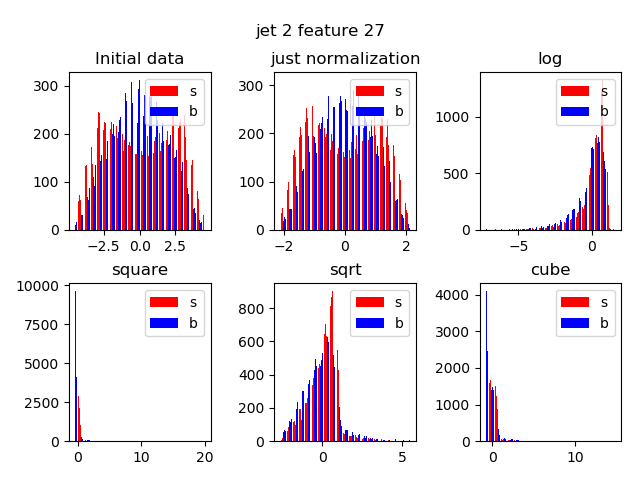 jet 2 feature 27
Initial data
just normalization
log
300
200
100
0
−2.5
0.0
2.5
s
b
300
200
100
0
−2
0
2
s
b
1000
500
0
−5
0
s
b
square
sqrt
cube
10000
7500
5000
2500
0
0
10
20
s
b
800
600
400
200
0
0
5
s
b
4000
3000
2000
1000
0
0
10
s
b